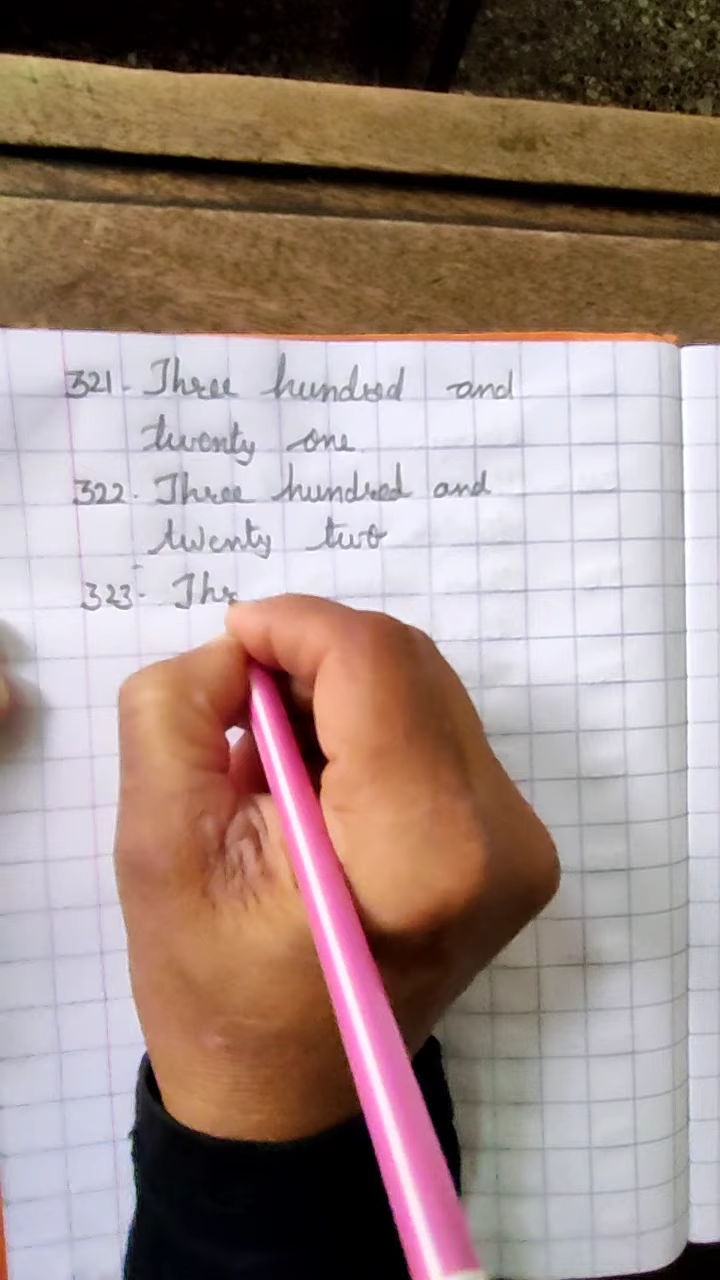 321- Three hundred and
twenty one
322. Three hundred and
twenty two
323- Thr